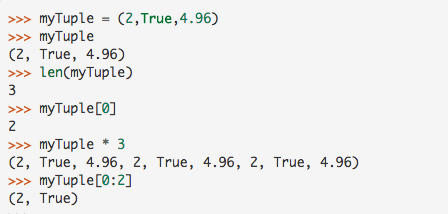 >>> myTuple = (2,True,4.96)
>>> myTuple
(2, True, 4.96)
>>> len(myTuple)
3
>>> myTuple[0]
2
>>> myTuple * 3
(2, True, 4.96, 2, True, 4.96, 2, True, 4.96)
>>> myTuple[0:2]
(2, True)